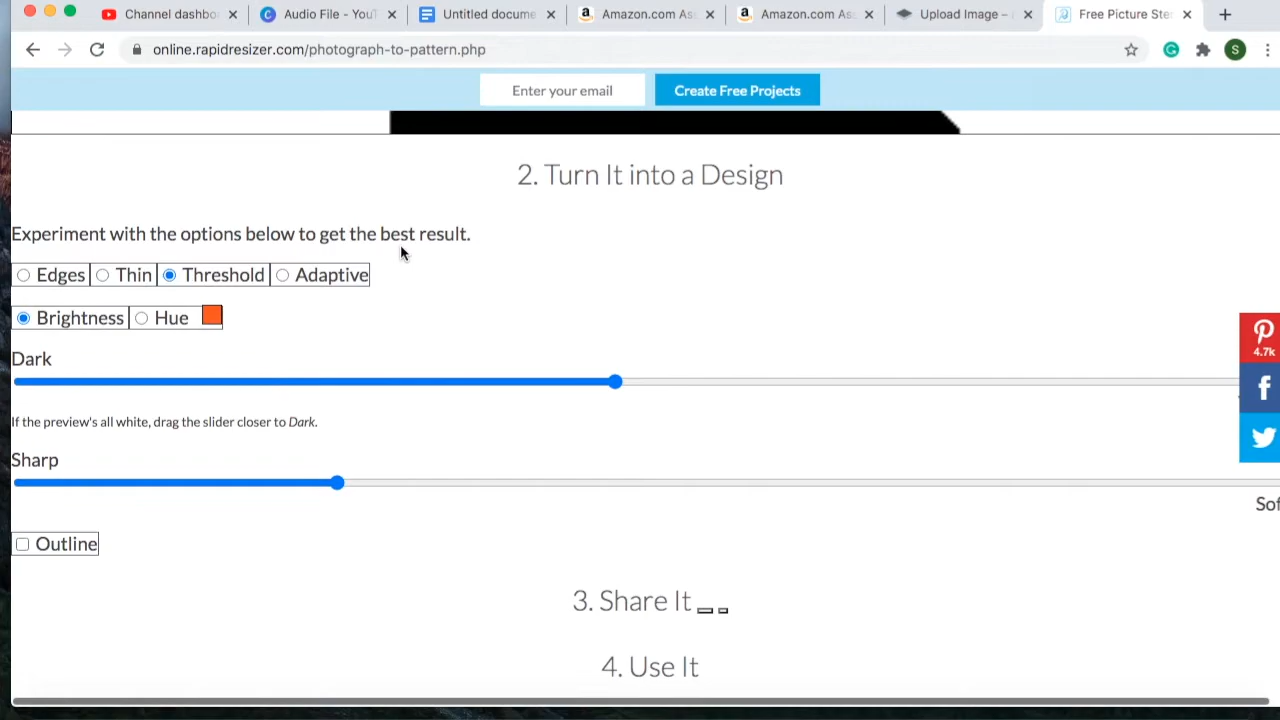 Channel dashbo
Audio File - You
Untitled docume
Amazon.com As
Amazon.com As
Upload Image –
Free Picture Ste
online.rapidresizer.com/photograph-to-pattern.php
S
Enter your email
Create Free Projects
2. Turn It into a Design
Experiment with the options below to get the best result.
Edges Thin Threshold Adaptive
Brightness Hue
4.7k
Dark
If the preview's all white, drag the slider closer to Dark.
Sharp
Sof
Outline
3. Share It
4. Use It